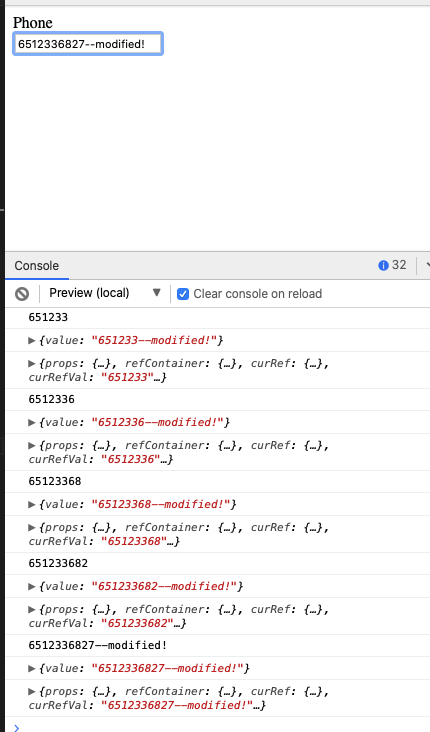 Phone
6512336827--modified!
Console
32
Preview (local)
Clear console on reload
651233
{value: "651233--modified!"}
{props: {…}, refContainer: {…}, curRef: {…},
curRefVal: "651233"…}
6512336
{value: "6512336--modified!"}
{props: {…}, refContainer: {…}, curRef: {…},
curRefVal: "6512336"…}
65123368
{value: "65123368--modified!"}
{props: {…}, refContainer: {…}, curRef: {…},
curRefVal: "65123368"…}
651233682
{value: "651233682--modified!"}
{props: {…}, refContainer: {…}, curRef: {…},
curRefVal: "651233682"…}
6512336827--modified!
{value: "6512336827--modified!"}
{props: {…}, refContainer: {…}, curRef: {…},
curRefVal: "6512336827--modified!"…}